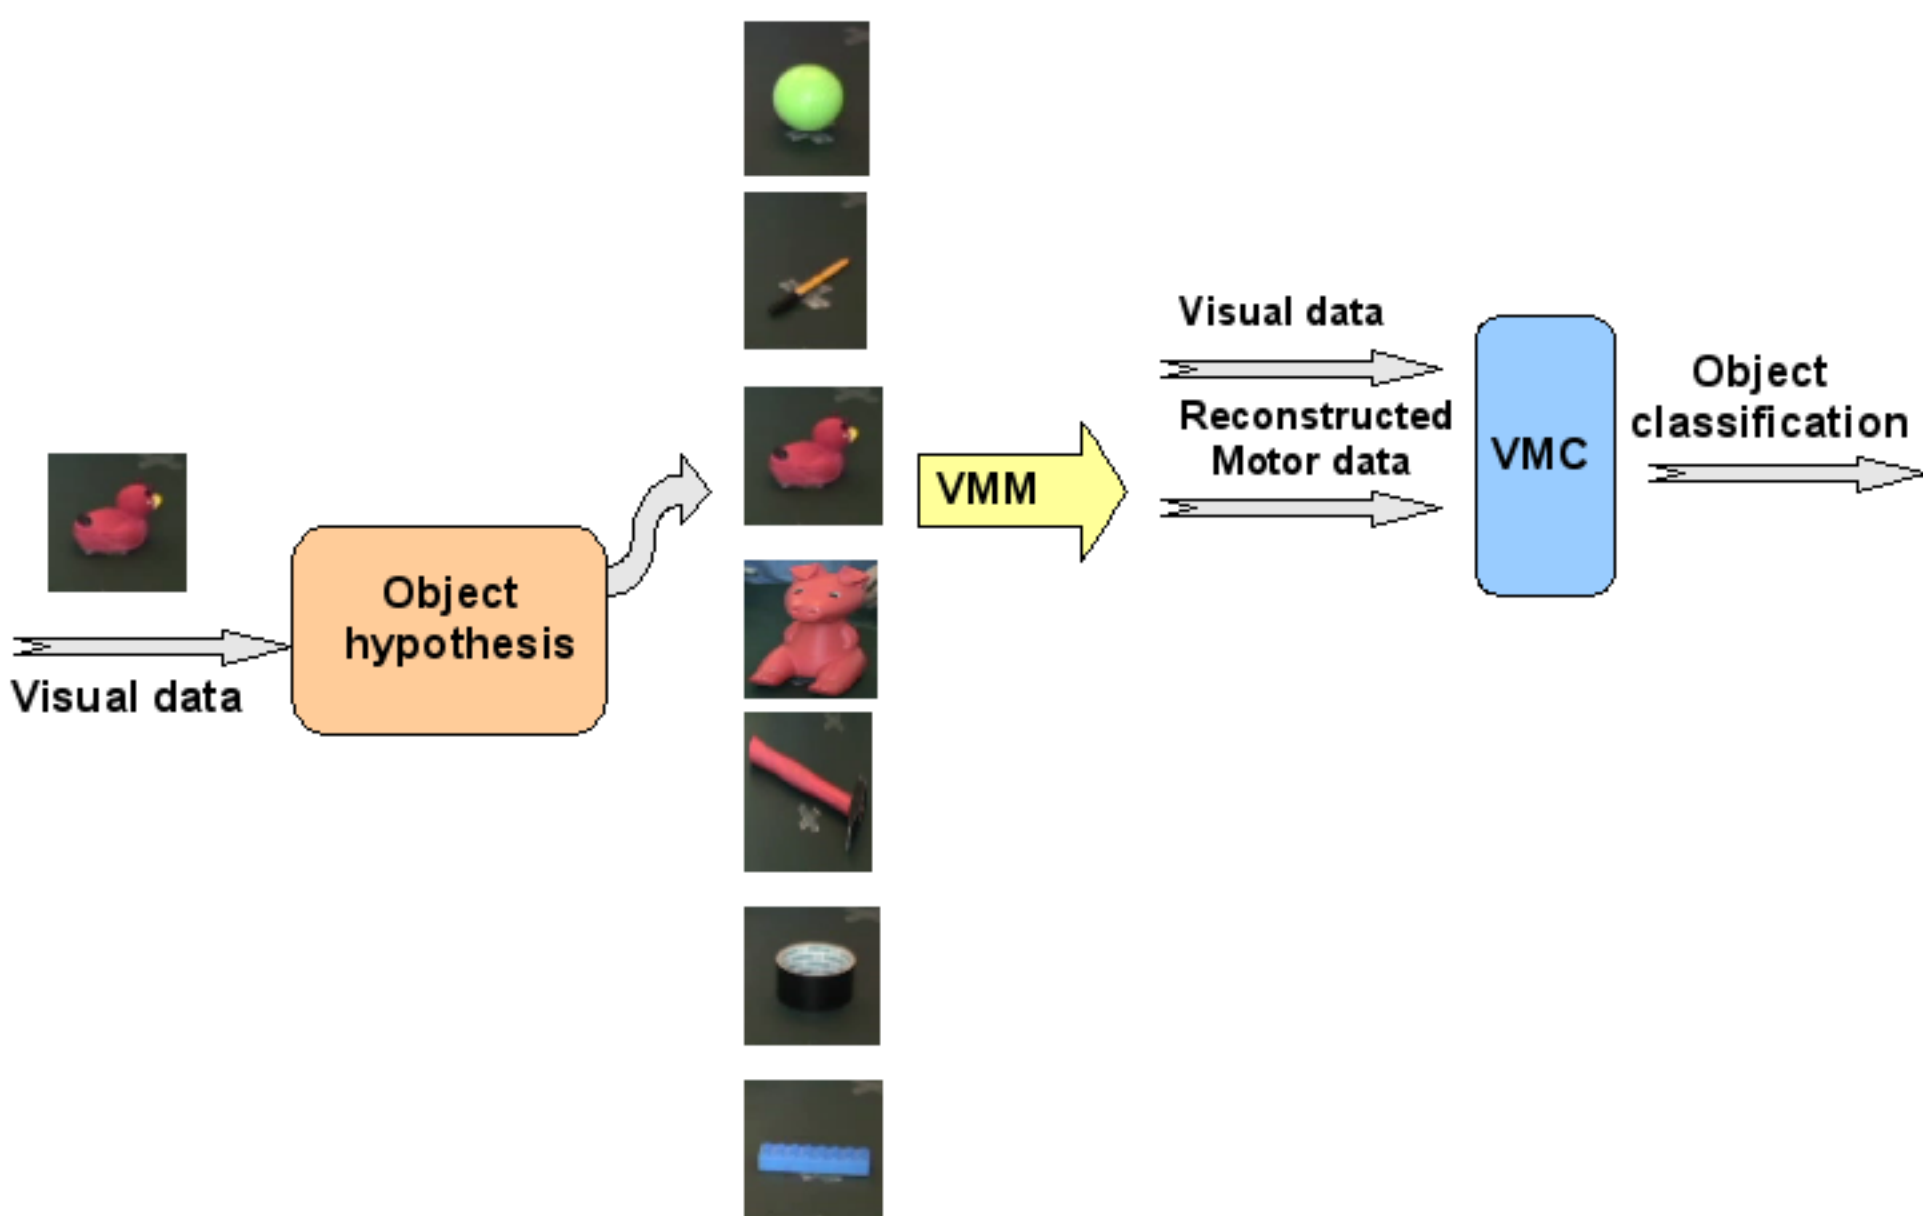 Visual data
Object
hypothesis
VMM
Visual data
Reconstructed
Motor data
VMC
Object
classification